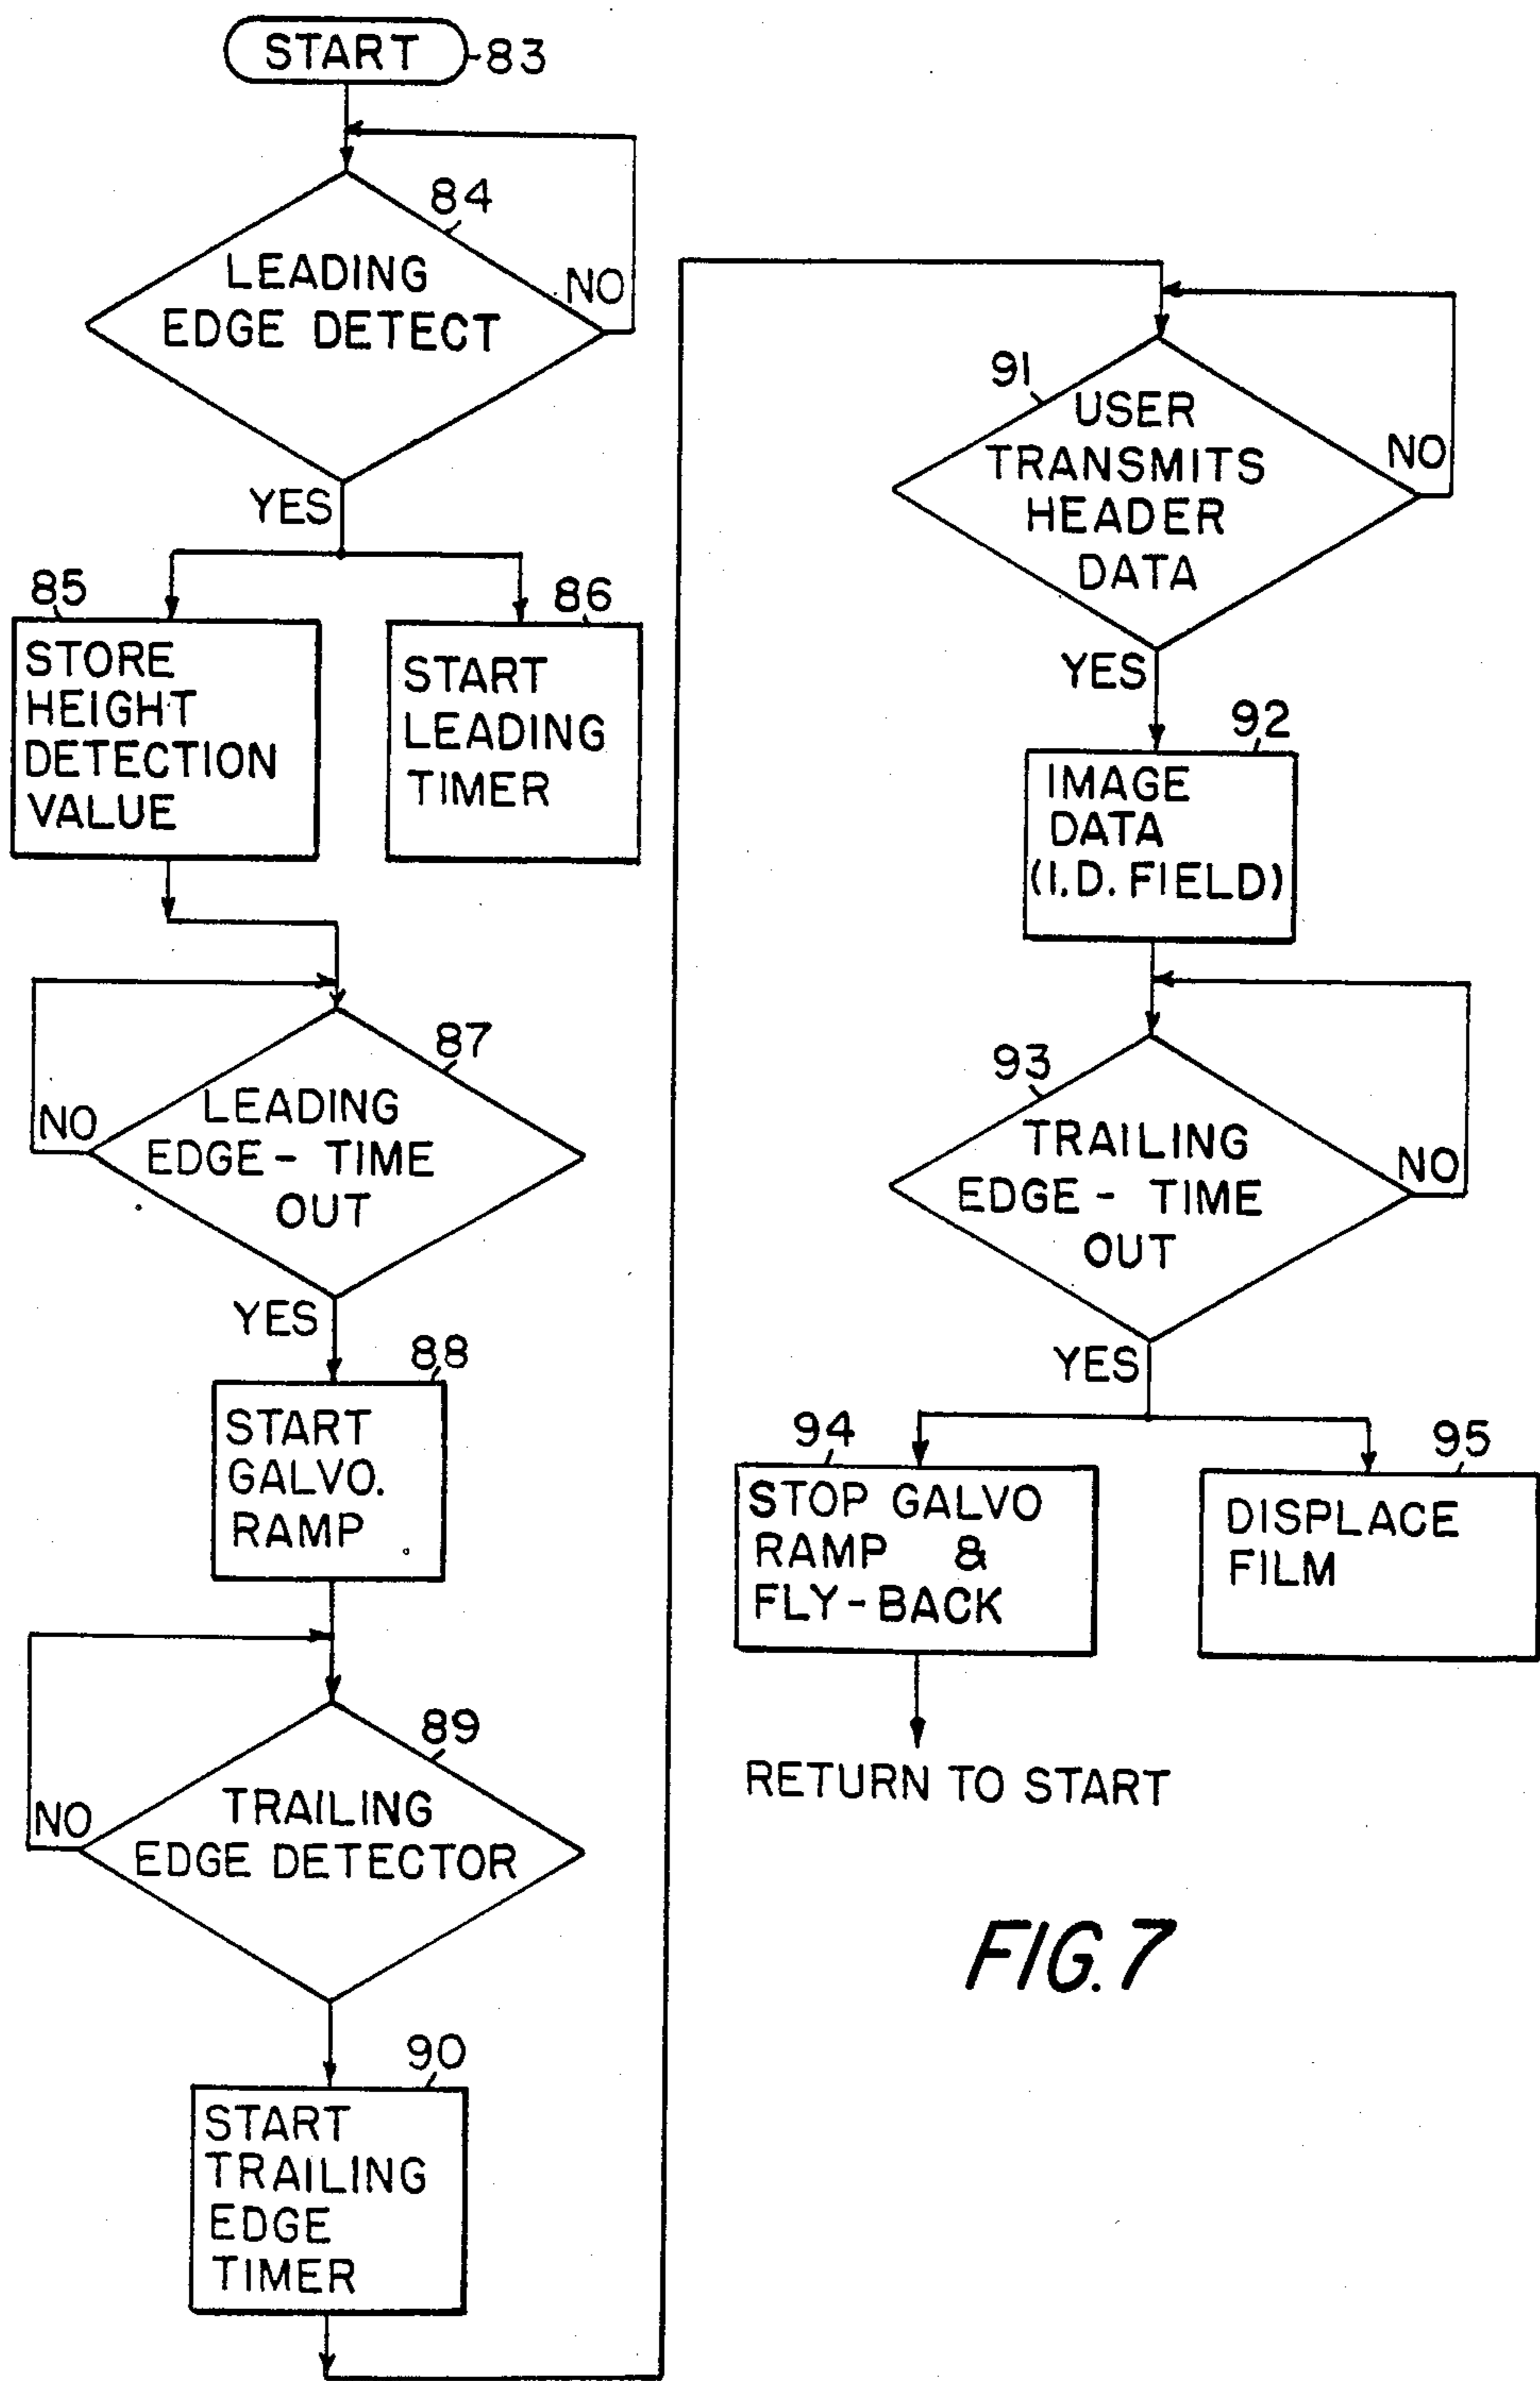 START
83
84
LEADING
EDGE DETECT
NO
YES
85
STORE
HEIGHT
DETECTION
VALUE
86
START
LEADING
TIMER
87
LEADING
EDGE - TIME
OUT
NO
YES
88
START
GALVO.
RAMP
89
TRAILING
EDGE DETECTOR
NO
90
START
TRAILING
EDGE
TIMER
91
USER
TRANSMITS
HEADER
DATA
NO
YES
92
IMAGE
DATA
(I.D. FIELD)
93
TRAILING
EDGE - TIME
OUT
NO
YES
94
STOP GALVO
RAMP &
FLY-BACK
95
DISPLACE
FILM
RETURN TO START
FIG.7